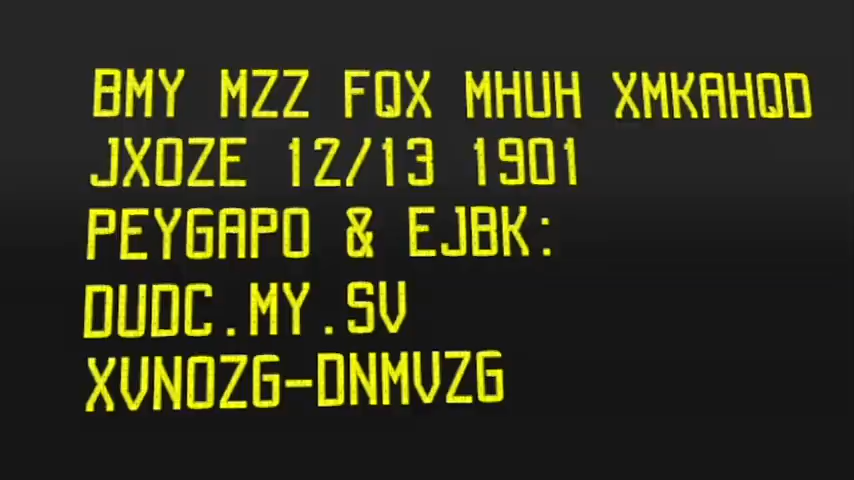 BMY MZZ FQX MHUH XMKAHQD
JXOZE 12/13 1901
PEYGAPO & EJBK:
DUDC.MY.SV
XVNOZG-DNMVZG